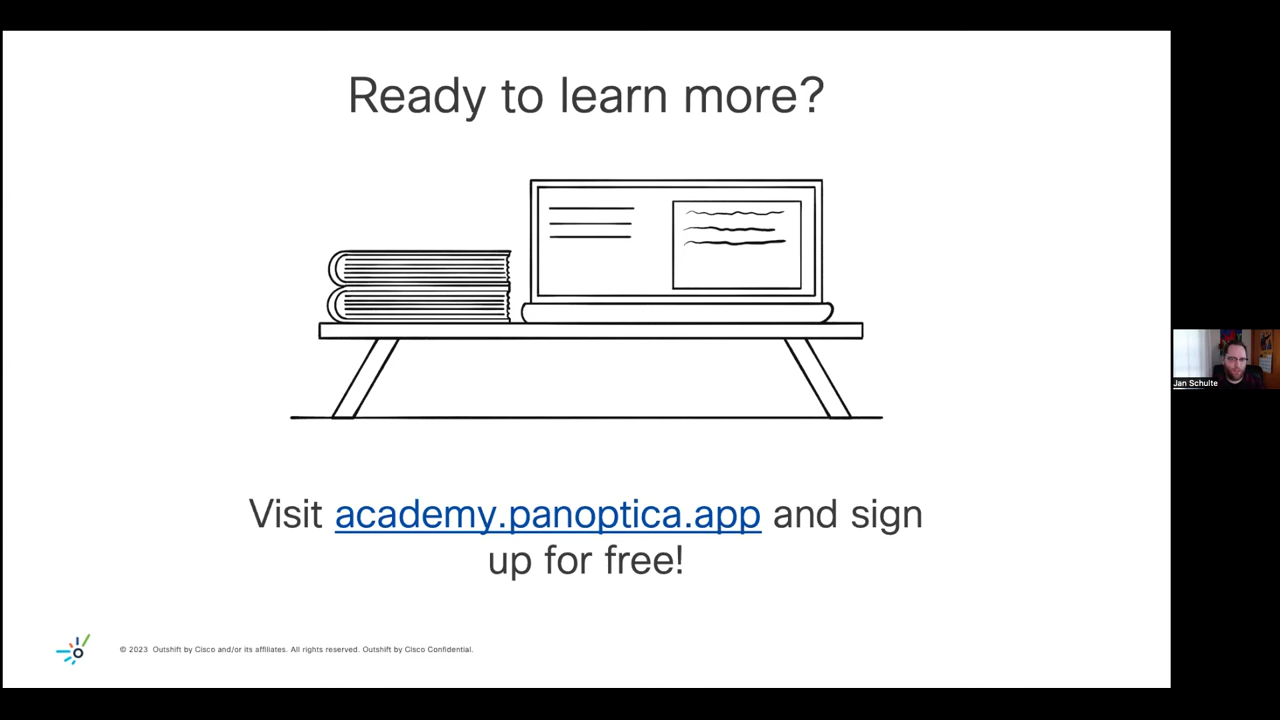 Ready to learn more?
Visit academy.panoptica.app and sign
up for free!
Jan Schulte
© 2023 Outshift by Cisco and/or its affiliates. All rights reserved. Outshift by Cisco Confidential.